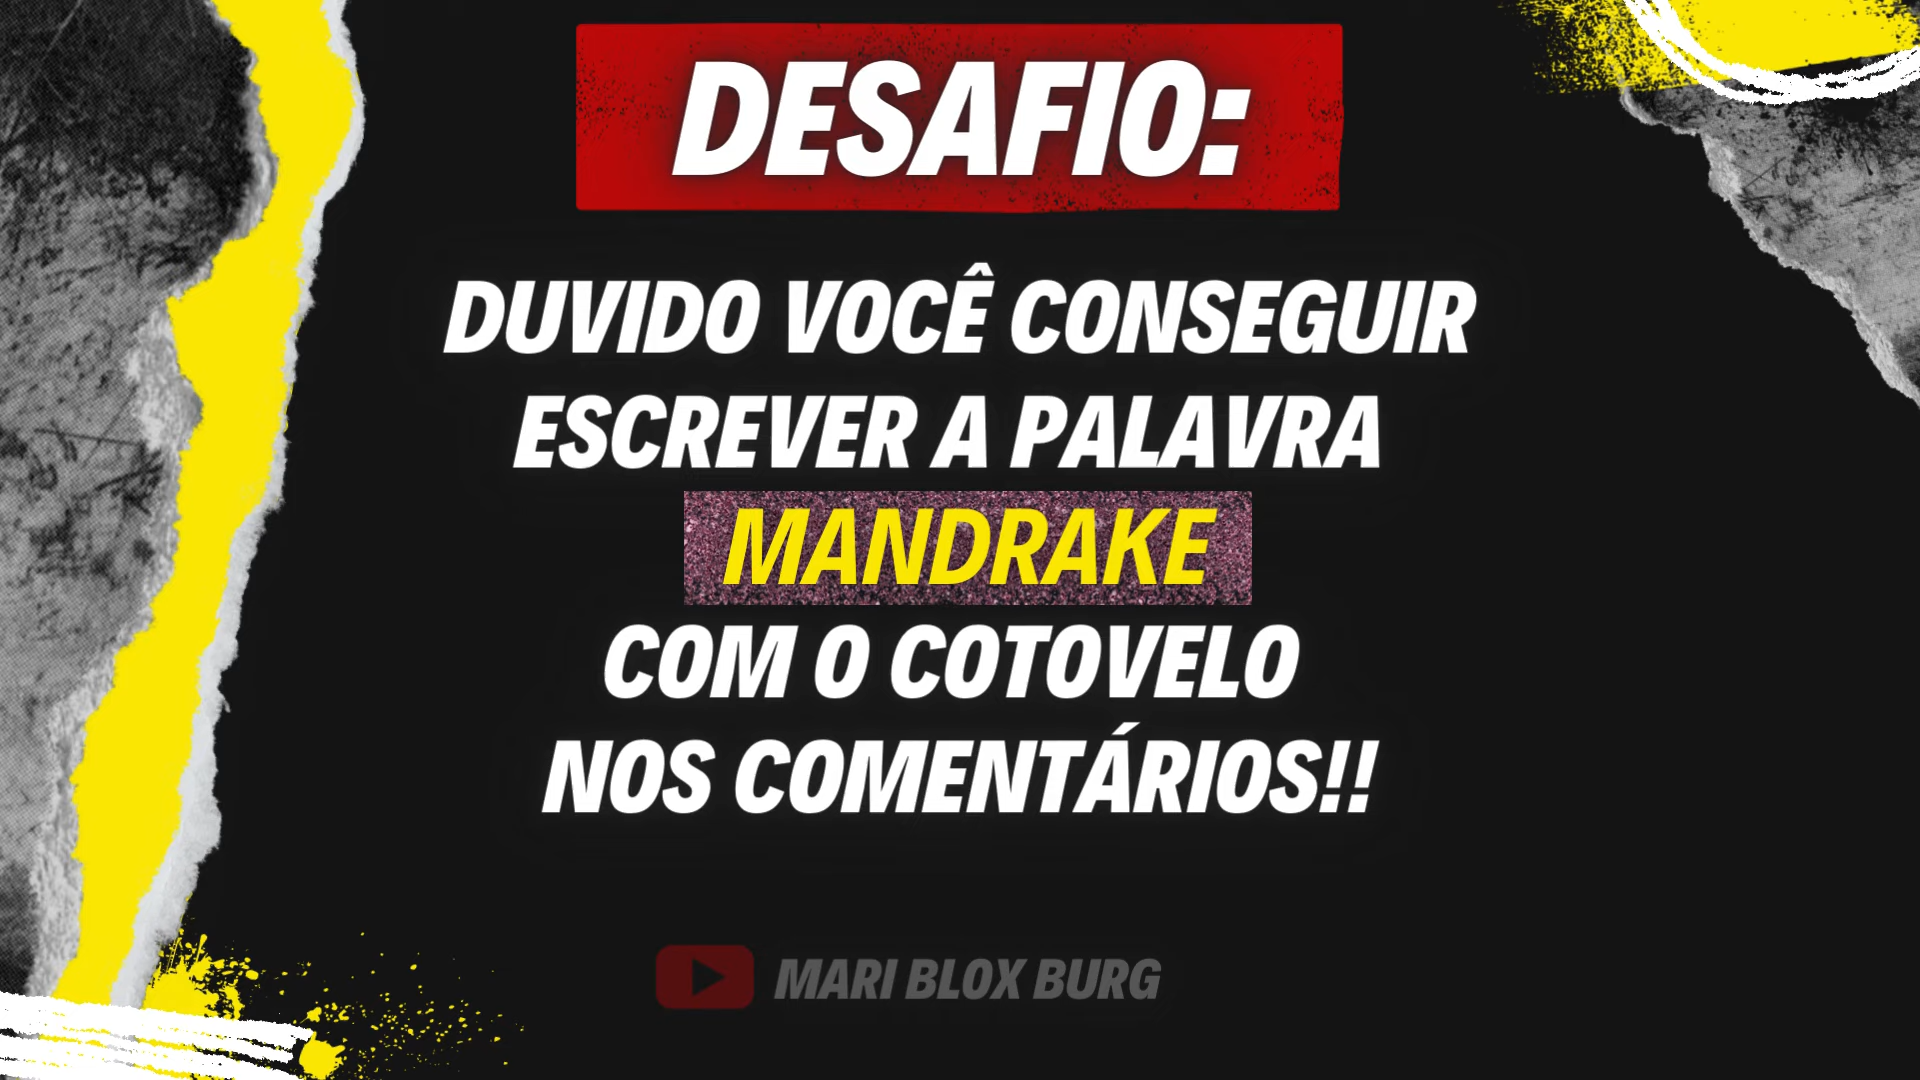 DESAFIO:
DUVIDO VOCÊ CONSEGUIR
ESCREVER A PALAVRA
MANDRAKE
COM O COTOVELO
NOS COMENTÁRIOS!!
MARI BLOX BURG